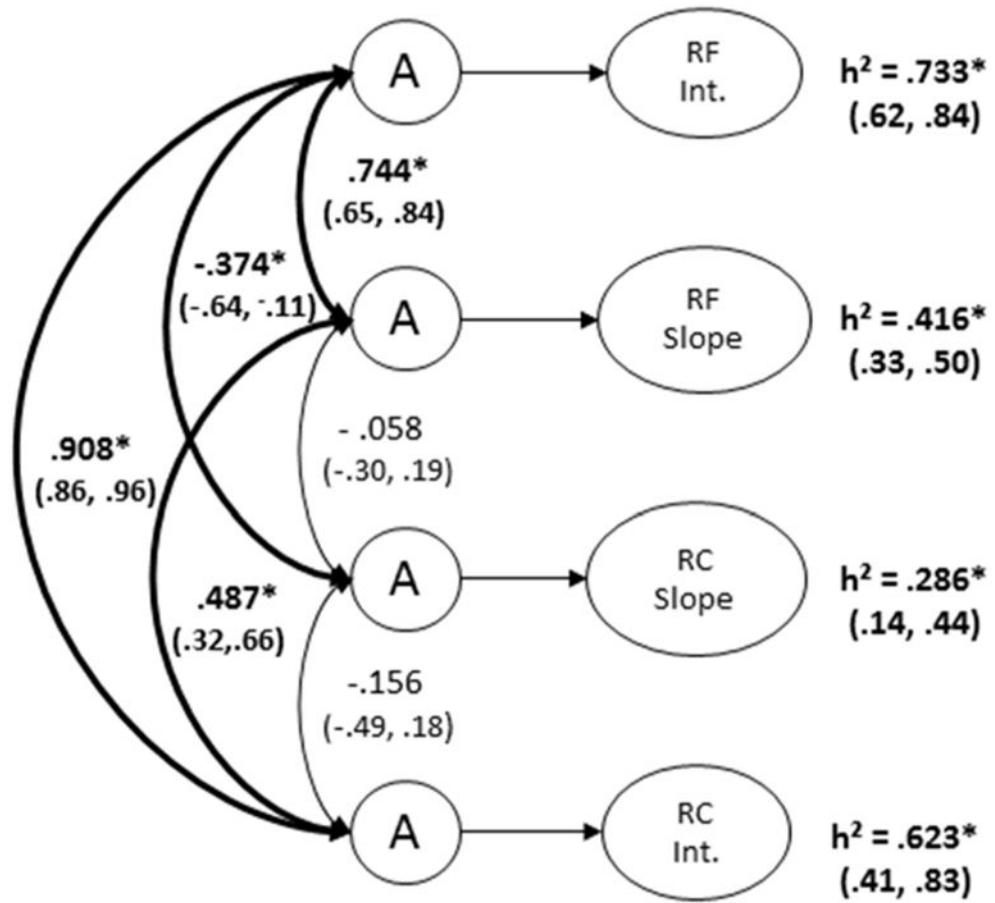 A
RF
Int.
h² = .733*
(.62, .84)
.744*
(.65, .84)
-.374*
(-.64, -.11)
A
RF
Slope
h² = .416*
(.33, .50)
- .058
(-.30, .19)
.908*
(.86, .96)
A
RC
Slope
h² = .286*
(.14, .44)
.487*
(.32,.66)
-.156
(-.49, .18)
A
RC
Int.
h² = .623*
(.41, .83)